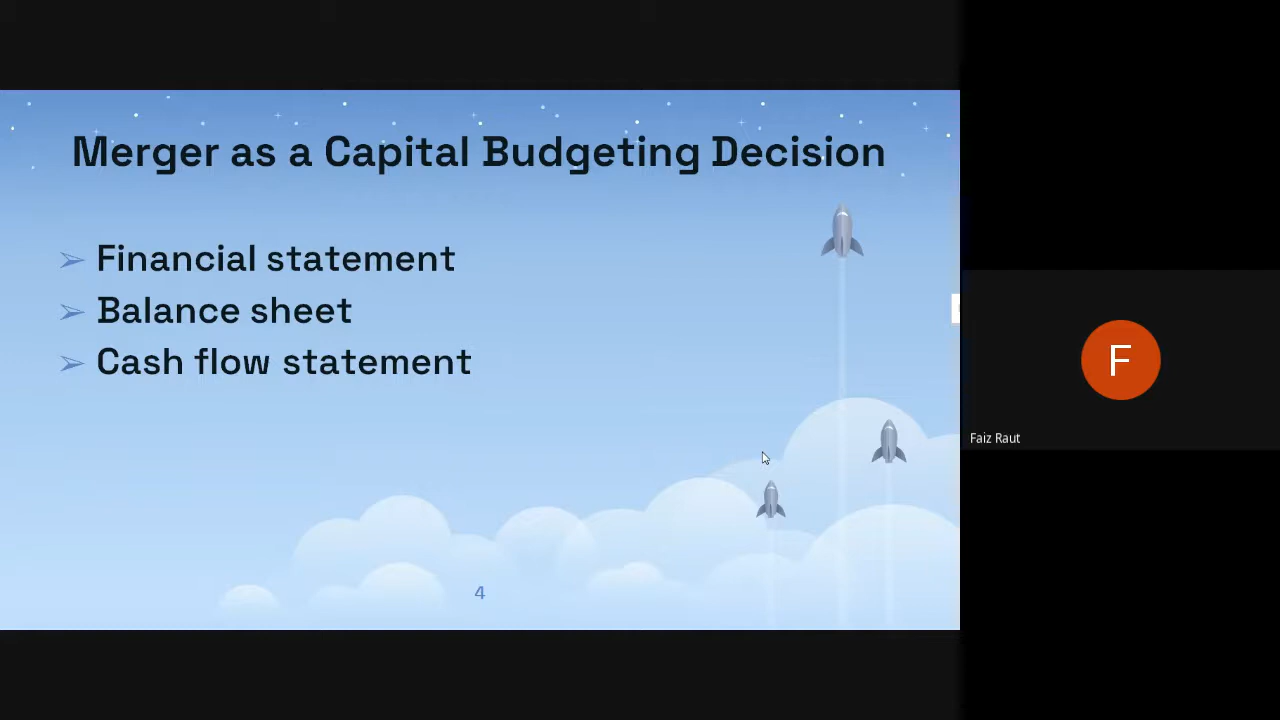 Merger as a Capital Budgeting Decision
➢ Financial statement
➢ Balance sheet
➢ Cash flow statement
4
F
Faiz Raut